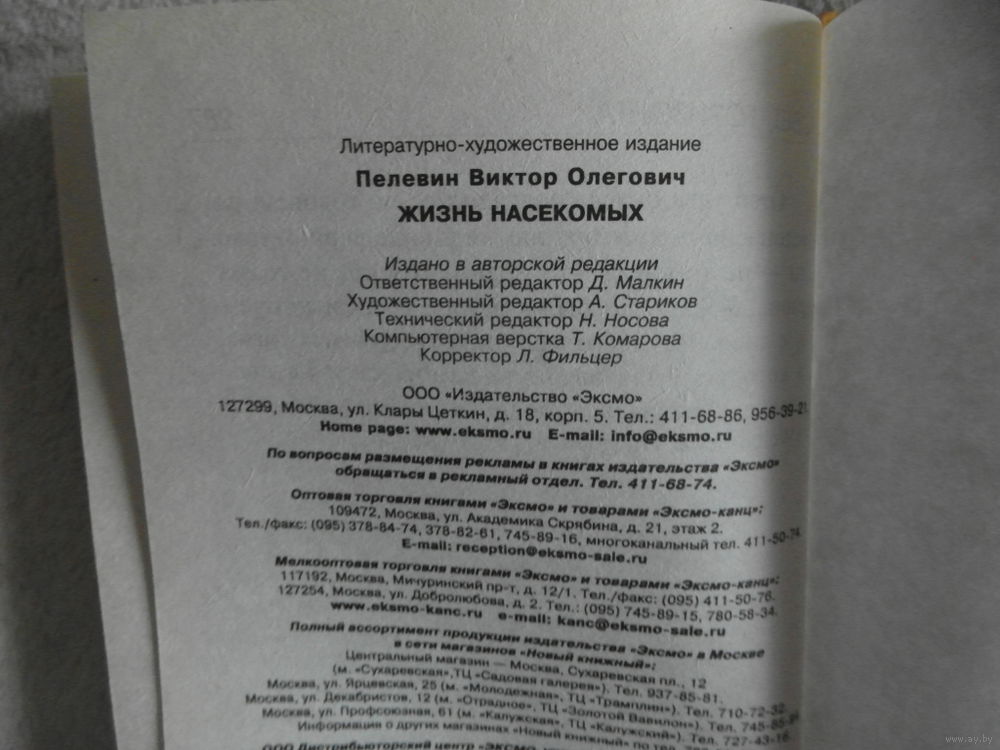 Литературно-художественное издание
Пелевин Виктор Олегович
ЖИЗНЬ НАСЕКОМЫХ
Издано в авторской редакции
Ответственный редактор Д. Малкин
Художественный редактор А. Стариков
Технический редактор Н. Носова
Компьютерная верстка Т. Комарова
Корректор Л. Фильцер
ООО «Издательство «Эксмо»
127299, Москва, ул. Клары Цеткин, д. 18, корп. 5. Тел.: 411-68-86, 956-39-21
Home page: www.eksmo.ru E-mail: info@eksmo.ru
По вопросам размещения рекламы в книгах издательства «Эксмо»
обращаться в рекламный отдел. Тел. 411-68-74.
Оптовая торговля книгами «Эксмо» и товарами «Эксмо-канц»:
109472, Москва, ул. Академика Скрябина, д. 21, этаж 2.
Тел./факс: (095) 378-84-74, 378-82-61, 745-89-16, многоканальный тел. 411-50-74.
E-mail: reception@eksmo-sale.ru
Мелкооптовая торговля книгами «Эксмо» и товарами «Эксмо-канц»:
117192, Москва, Мичуринский пр-т, д. 12/1. Тел./факс: (095) 411-50-76.
127254, Москва, ул. Добролюбова, д. 2. Тел.: (095) 745-89-15, 780-58-34.
www.eksmo-kanc.ru e-mail: kanc@eksmo-sale.ru
Полный ассортимент продукции издательства «Эксмо» в Москве
в сети магазинов «Новый книжный»:
Центральный магазин — Москва, Сухаревская пл., 12
(м. «Сухаревская»,ТЦ «Садовая галерея»). Тел. 937-85-81.
Москва, ул. Ярцевская, 25 (м. «Молодежная», ТЦ «Трамплин»). Тел. 710-72-32.
Москва, ул. Декабристов, 12 (м. «Отрадное», ТЦ «Золотой Вавилон»). Тел. 745-85-
Москва, ул. Профсоюзная, 61 (м. «Калужская», ТЦ «Калужский»). Тел. 727-43-16.
Информация о других магазинах «Новый книжный» по тел.
ООО Дистрибьюторский центр
www.ay.by